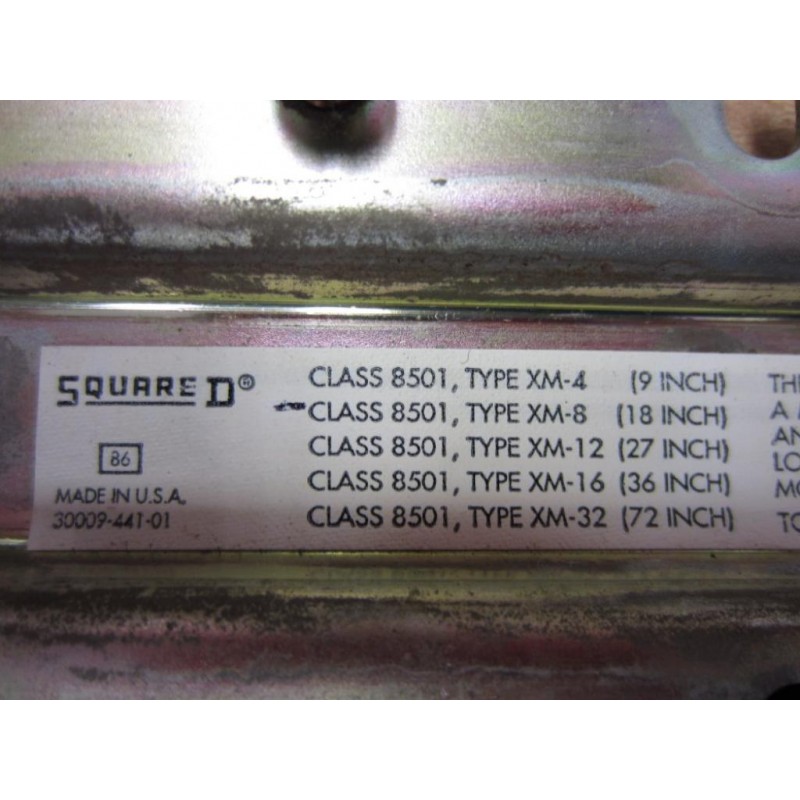 SQUARE D®
86
MADE IN U.S.A.
30009-441-01
CLASS 8501, TYPE XM-4 (9 INCH)
CLASS 8501, TYPE XM-8 (18 INCH)
CLASS 8501, TYPE XM-12 (27 INCH)
CLASS 8501, TYPE XM-16 (36 INCH)
CLASS 8501, TYPE XM-32 (72 INCH)